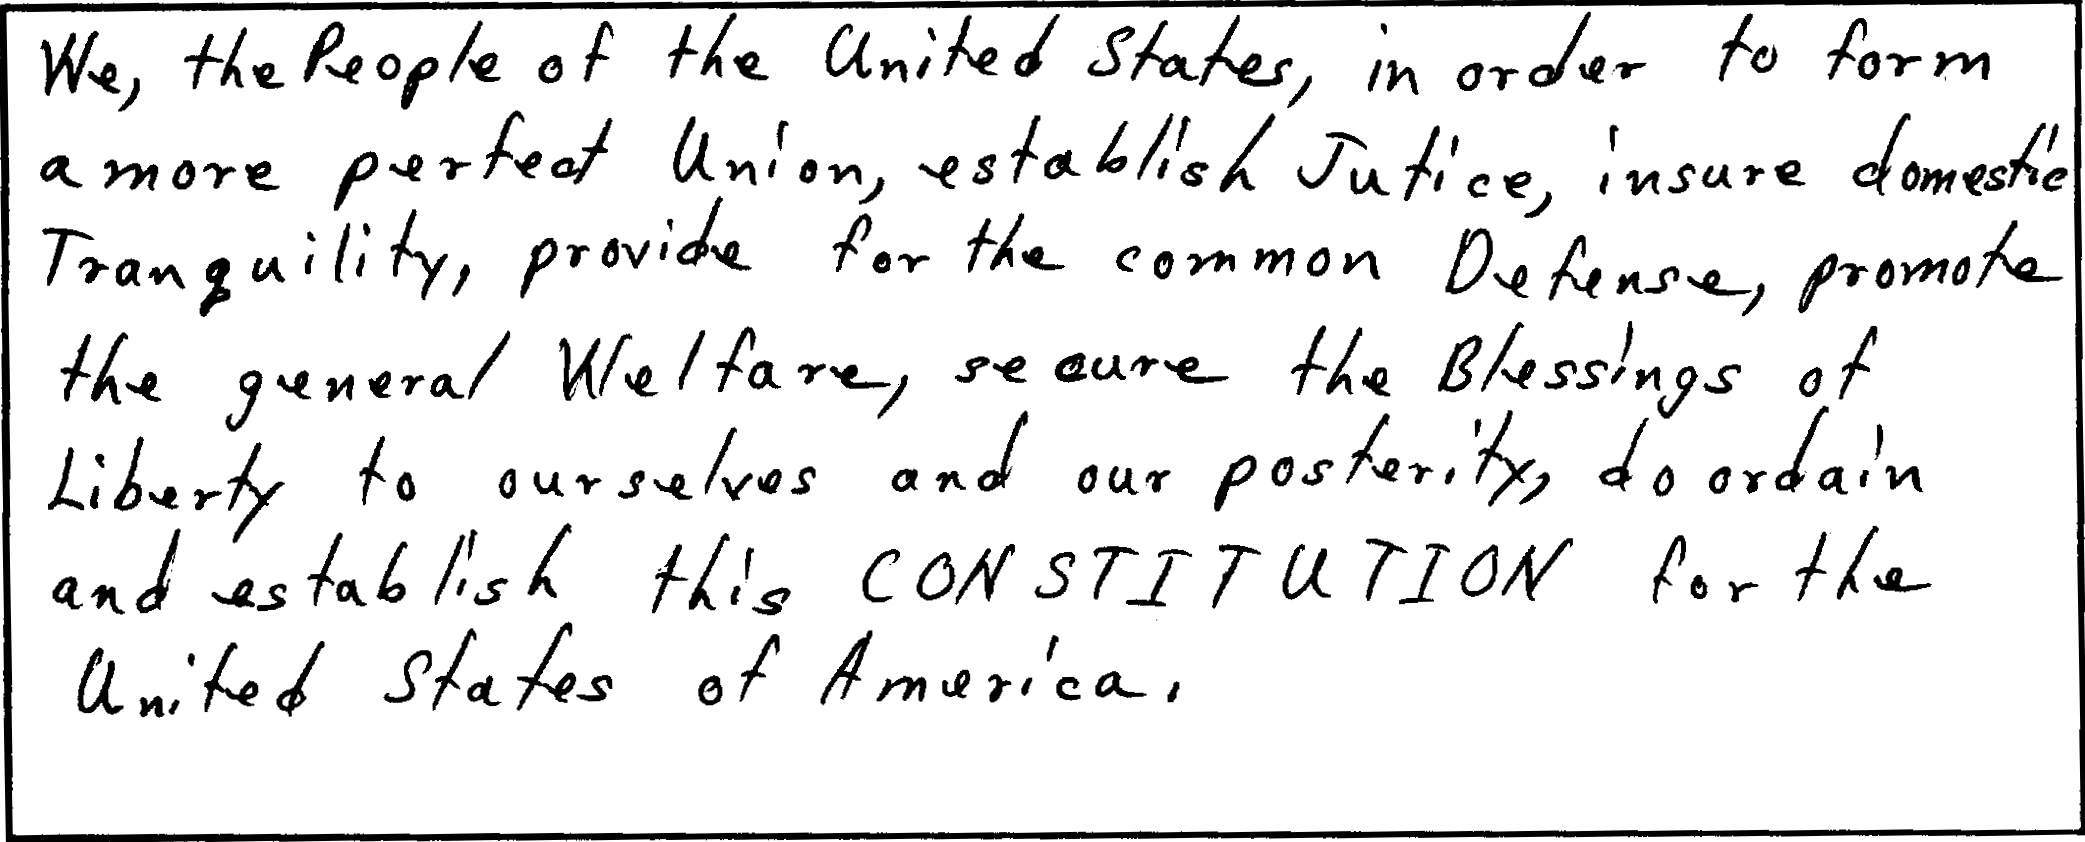 We, the People of the United States, in order to form
a more perfect Union, establish Jutice, insure domestic
Tranquility, provide for the common Defense, promote
the general Welfare, secure the Blessings of
Liberty to ourselves and our posterity, do ordain
and establish this CONSTITUTION for the
United States of America.